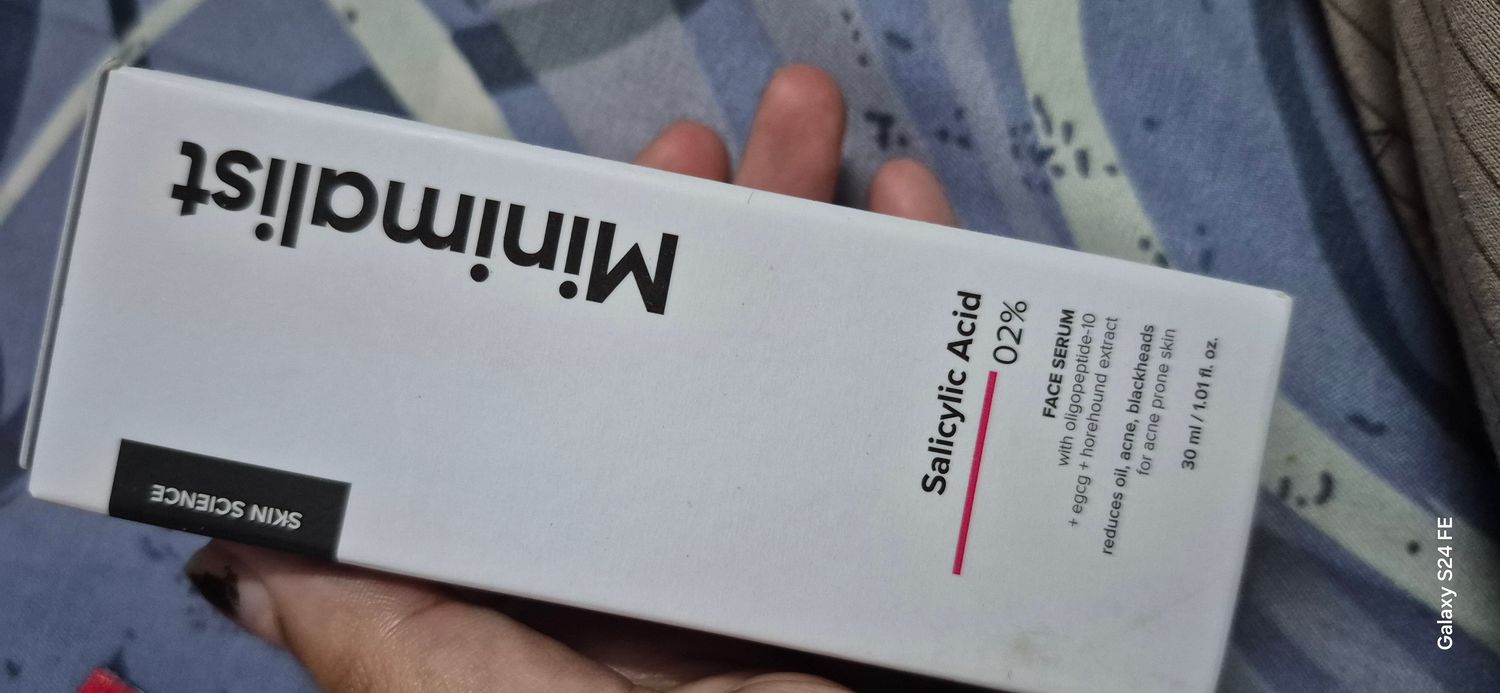 Minimalist
SKIN SCIENCE
Salicylic Acid
02%
FACE SERUM
with oligopeptide-10
+ egcg + horehound extract
reduces oil, acne, blackheads
for acne prone skin
30 ml / 1.01 fl. oz.
Galaxy S24 FE